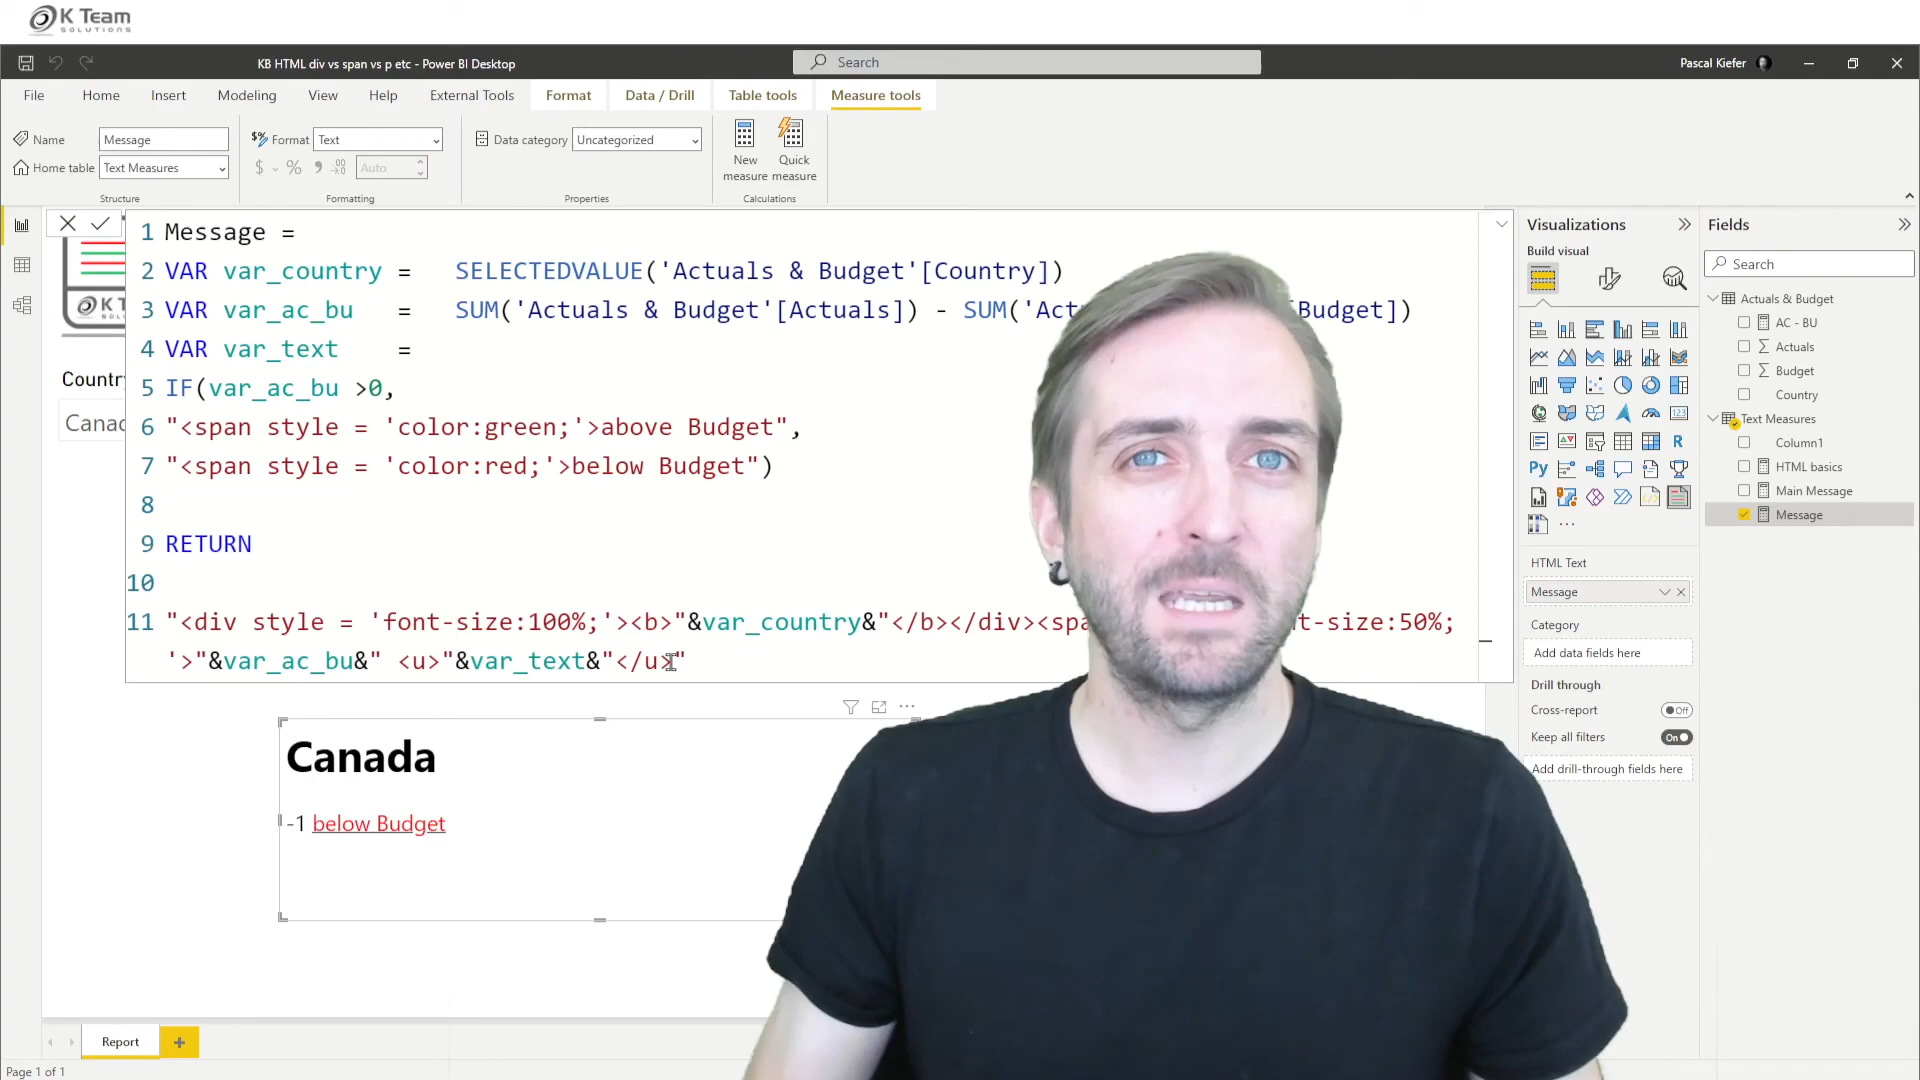 K Team
SOLUTIONS
KB HTML div vs span vs p etc - Power BI Desktop
Search
Pascal Kiefer
File
Home
Insert
Modeling
View
Help
External Tools
Format
Data / Drill
Table tools
Measure tools
Name
Message
Format
Text
Data category
Uncategorized
New
measure
Quick
measure
Home table
Text Measures
$
%
Auto
Structure
Formatting
Properties
Calculations
1 Message =
2 VAR var_country = SELECTEDVALUE('Actuals & Budget'[Country])
3 VAR var_ac_bu = SUM('Actuals & Budget'[Actuals]) - SUM('Act Budget])
4 VAR var_text =
5 IF(var_ac_bu >0,
6 "<span style = 'color:green;'>above Budget",
7 "<span style = 'color:red;'>below Budget")
8
9 RETURN
10
11 "<div style = 'font-size:100%;'><b>"&var_country&"</b></div><spa t-size:50%;
'>"&var_ac_bu&" <u>"&var_text&"</u>"
K T
Country
Canad
Canada
-1 below Budget
Visualizations
Build visual
123
R
Py
HTML Text
Message
Category
Add data fields here
Drill through
Cross-report
Off
Keep all filters
On
Add drill-through fields here
Fields
Search
Actuals & Budget
AC - BU
Actuals
Budget
Country
Text Measures
Column1
HTML basics
Main Message
Message
Report
Page 1 of 1